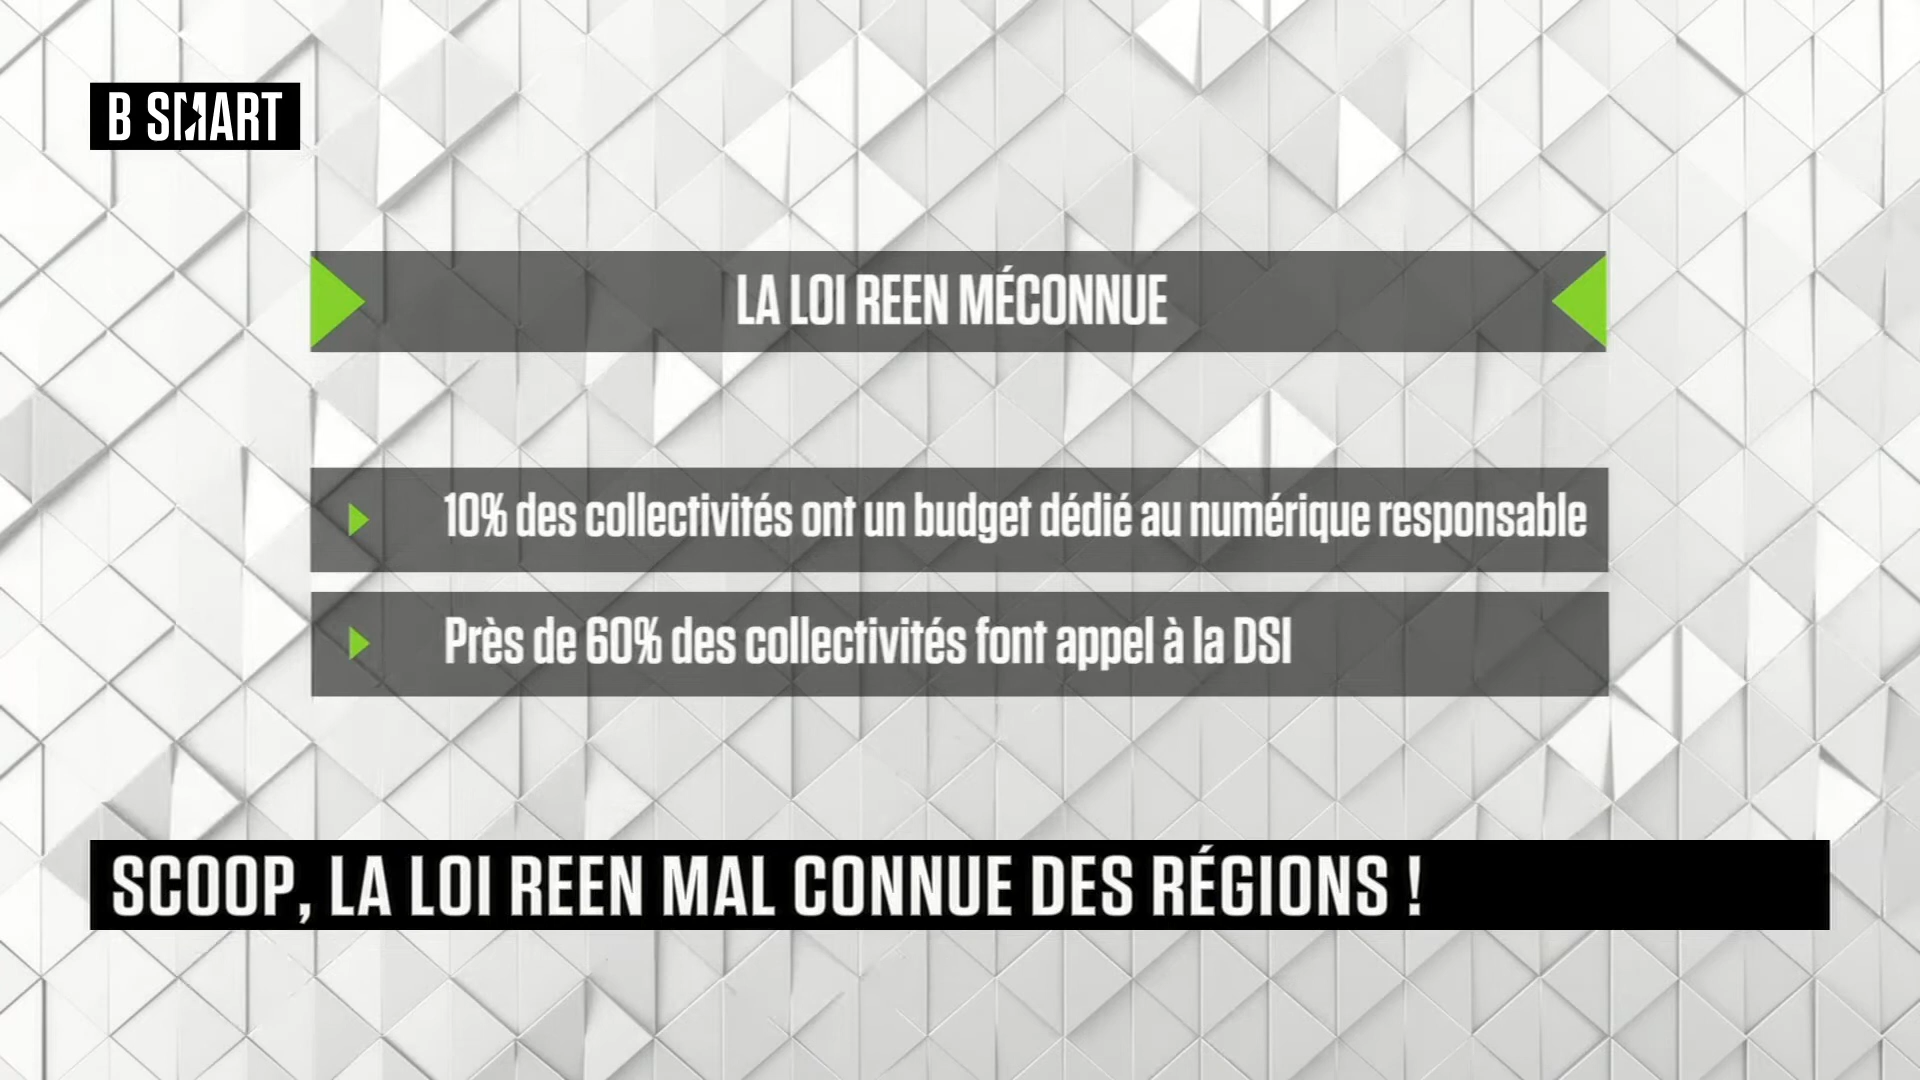 B SMART
LA LOI REEN MÉCONNUE
10% des collectivités ont un budget dédié au numérique responsable
Près de 60% des collectivités font appel à la DSI
SCOOP, LA LOI REEN MAL CONNUE DES RÉGIONS !